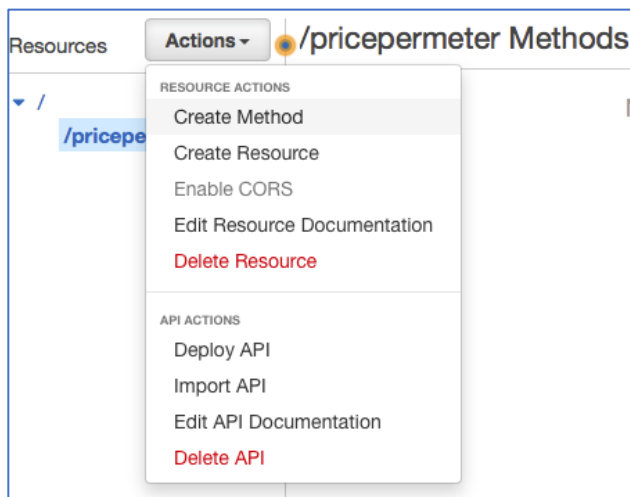 Resources
Actions
/pricepermeter Methods
/
/pricepe
RESOURCE ACTIONS
Create Method
Create Resource
Enable CORS
Edit Resource Documentation
Delete Resource
API ACTIONS
Deploy API
Import API
Edit API Documentation
Delete API